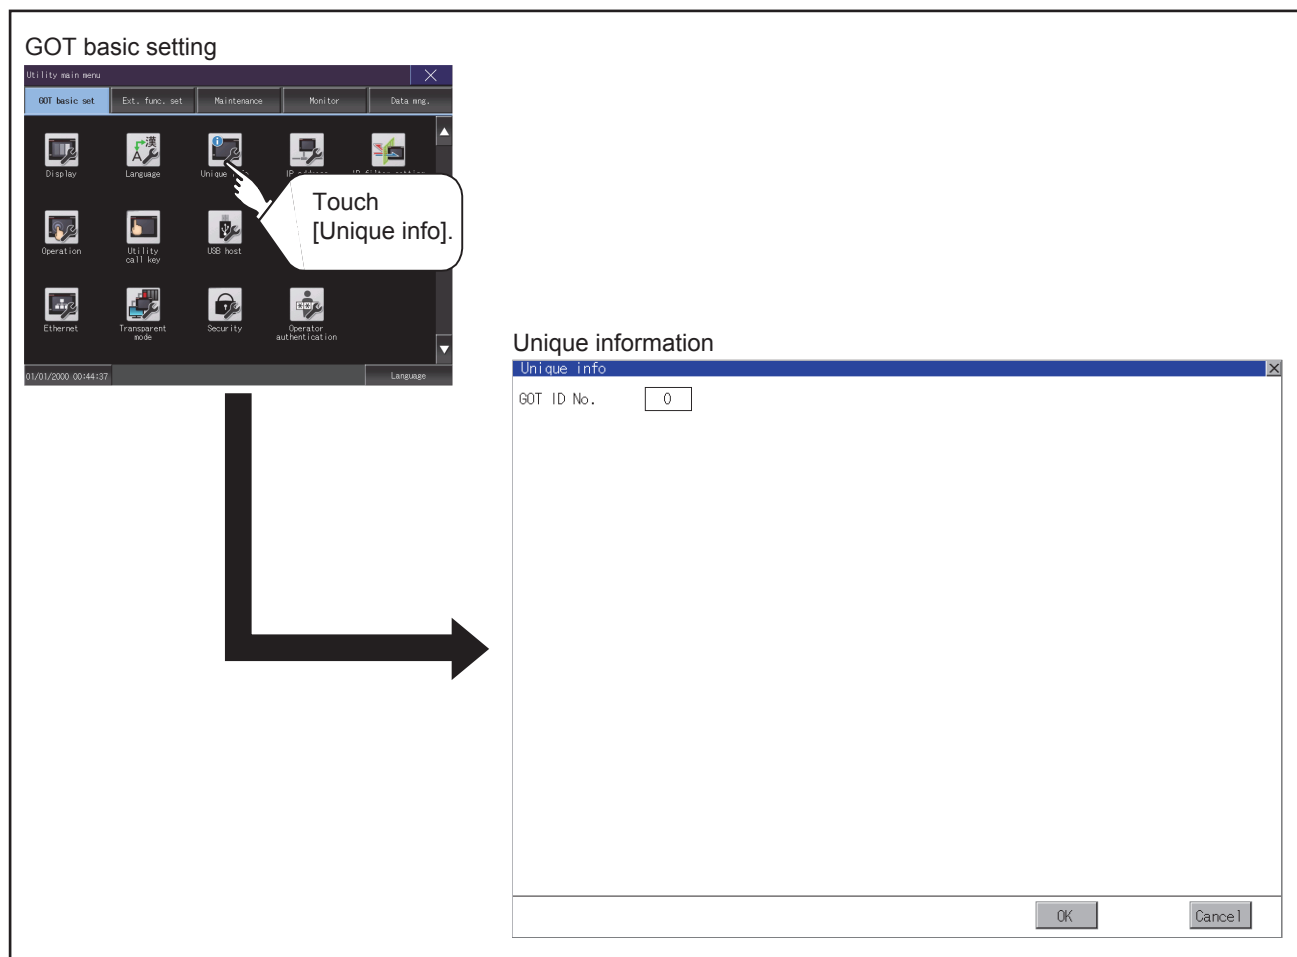 GOT basic setting
Utility main menu
GOT basic set Ext. func. set Maintenance Monitor Data mng.
Display Language Unique
Touch
[Unique info].
Operation Utility
call key USB host
Ethernet Transparent
mode Security Operator
authentication
01/01/2000 00:44:37 Language
Unique information
Unique info
GOT ID No. 0
OK Cancel